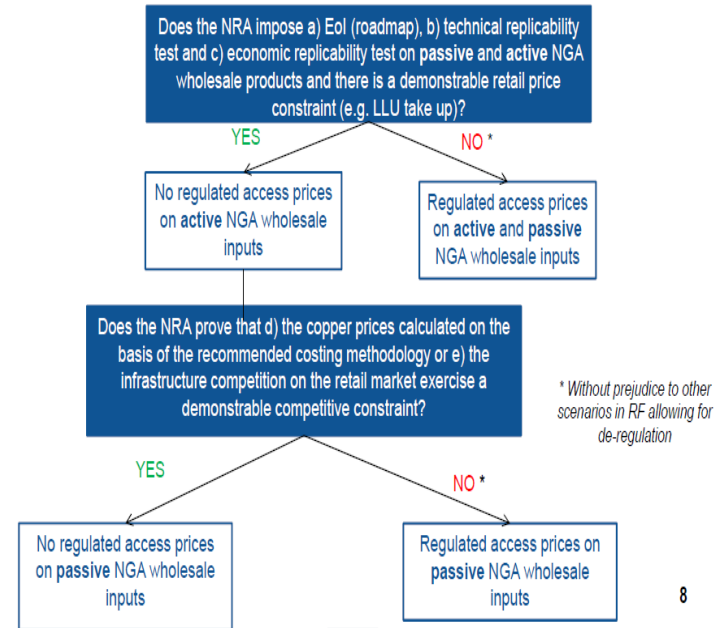 Does the NRA impose a) EoI (roadmap), b) technical replicability
test and c) economic replicability test on passive and active NGA
wholesale products and there is a demonstrable retail price
constraint (e.g. LLU take up)?
YES
NO *
No regulated access prices
on active NGA wholesale
inputs
Regulated access prices
on active and passive
NGA wholesale inputs
Does the NRA prove that d) the copper prices calculated on the
basis of the recommended costing methodology or e) the
infrastructure competition on the retail market exercise a
demonstrable competitive constraint?
* Without prejudice to other
scenarios in RF allowing for
de-regulation
YES
NO *
No regulated access prices
on passive NGA wholesale
inputs
Regulated access prices on
passive NGA wholesale
inputs
8